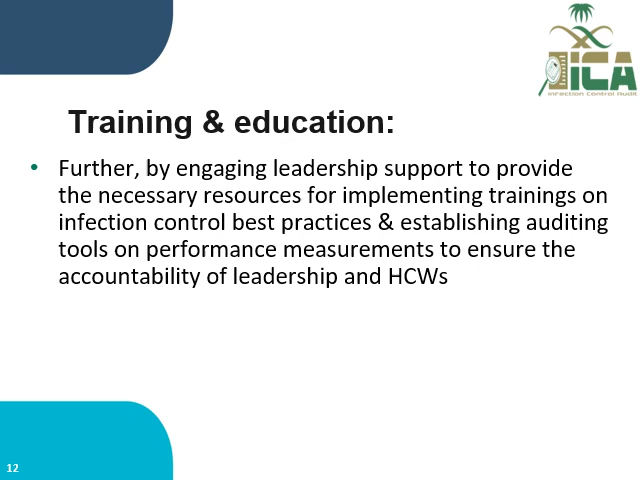 iCA
Infection Control Audit
Training & education:
• Further, by engaging leadership support to provide
the necessary resources for implementing trainings on
infection control best practices & establishing auditing
tools on performance measurements to ensure the
accountability of leadership and HCWs
12